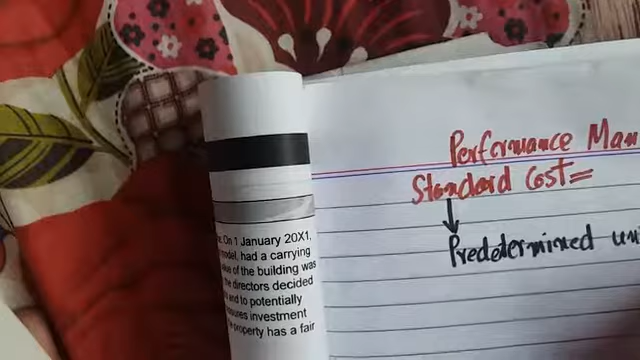 On 1 January 20X1,
model, had a carrying
of the building was
the directors decided
and to potentially
investment
property has a fair
Performance Man
Standard Cost=
↓
Predetermined uni